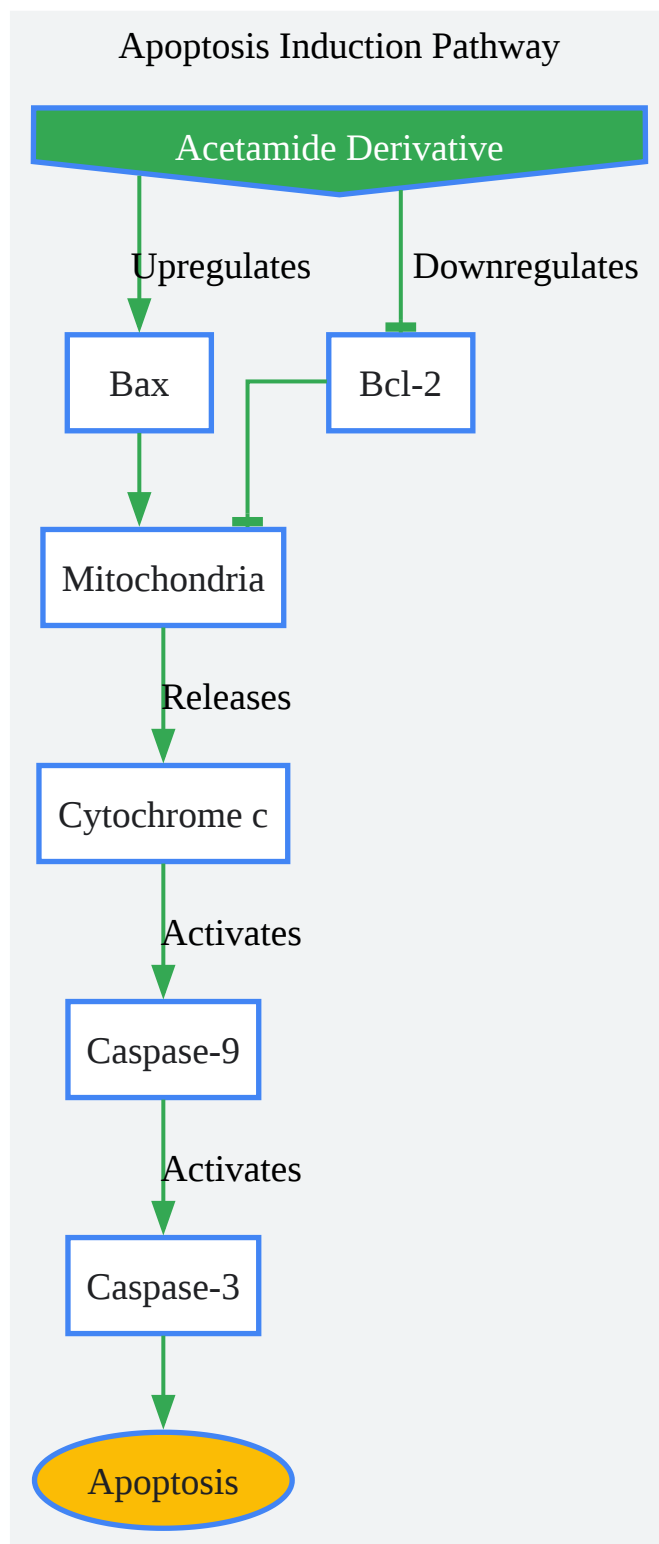 Apoptosis Induction Pathway
Acetamide Derivative
Upregulates
Downregulates
Bax
Bcl-2
Mitochondria
Releases
Cytochrome c
Activates
Caspase-9
Activates
Caspase-3
Apoptosis